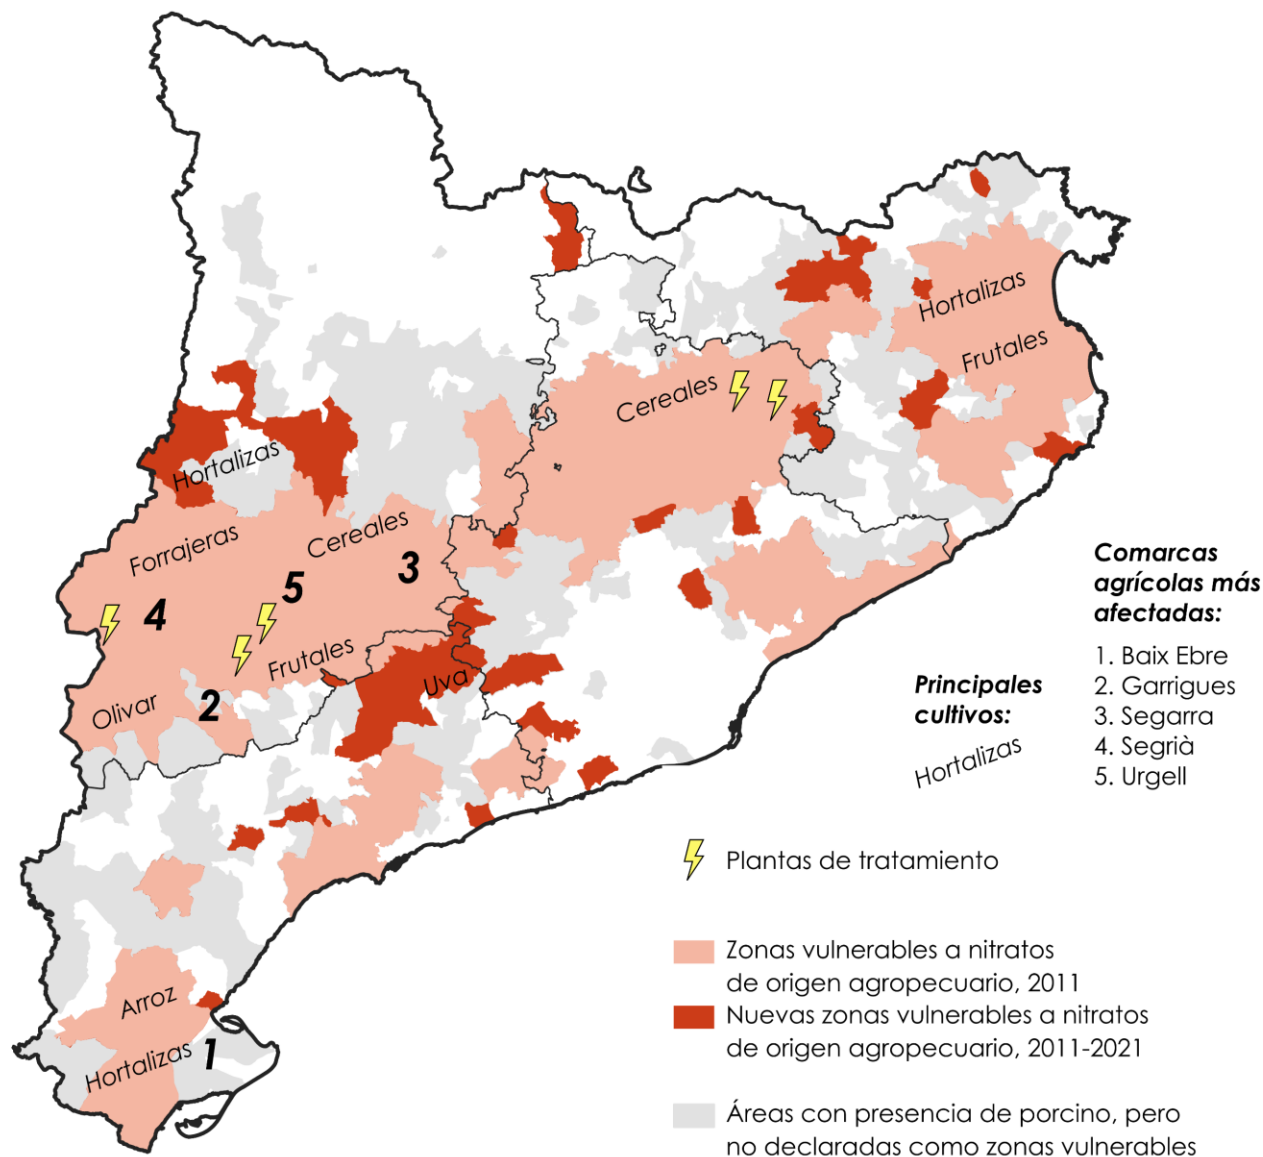 Hortalizas
Frutales
Cereales
Hortalizas
Forrajeras
Cereales
3
5
4
Frutales
Uva
Olivar
2
Arroz
Hortalizas
1
Comarcas
agrícolas más
afectadas:
1. Baix Ebre
2. Garrigues
3. Segarra
4. Segrià
5. Urgell
Principales
cultivos:
Hortalizas
Plantas de tratamiento
Zonas vulnerables a nitratos
de origen agropecuario, 2011
Nuevas zonas vulnerables a nitratos
de origen agropecuario, 2011-2021
Áreas con presencia de porcino, pero
no declaradas como zonas vulnerables